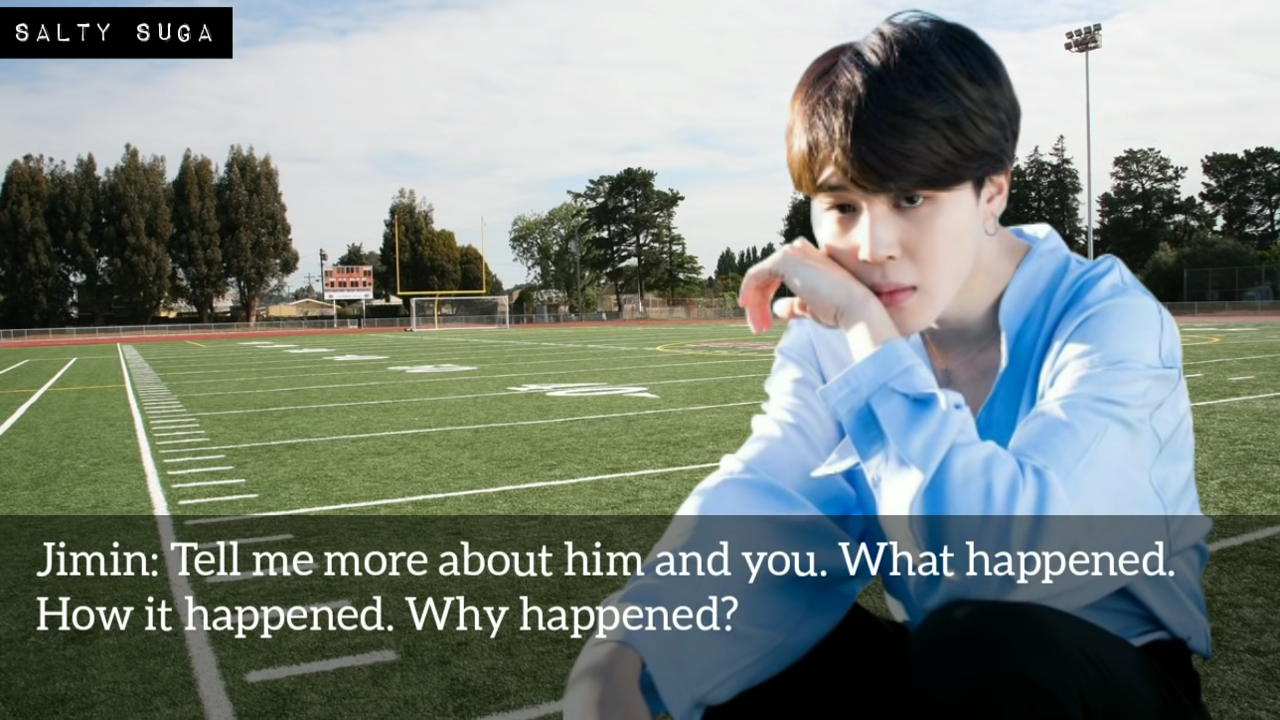 SALTY SUGA
Jimin: Tell me more about him and you. What happened.
How it happened. Why happened?